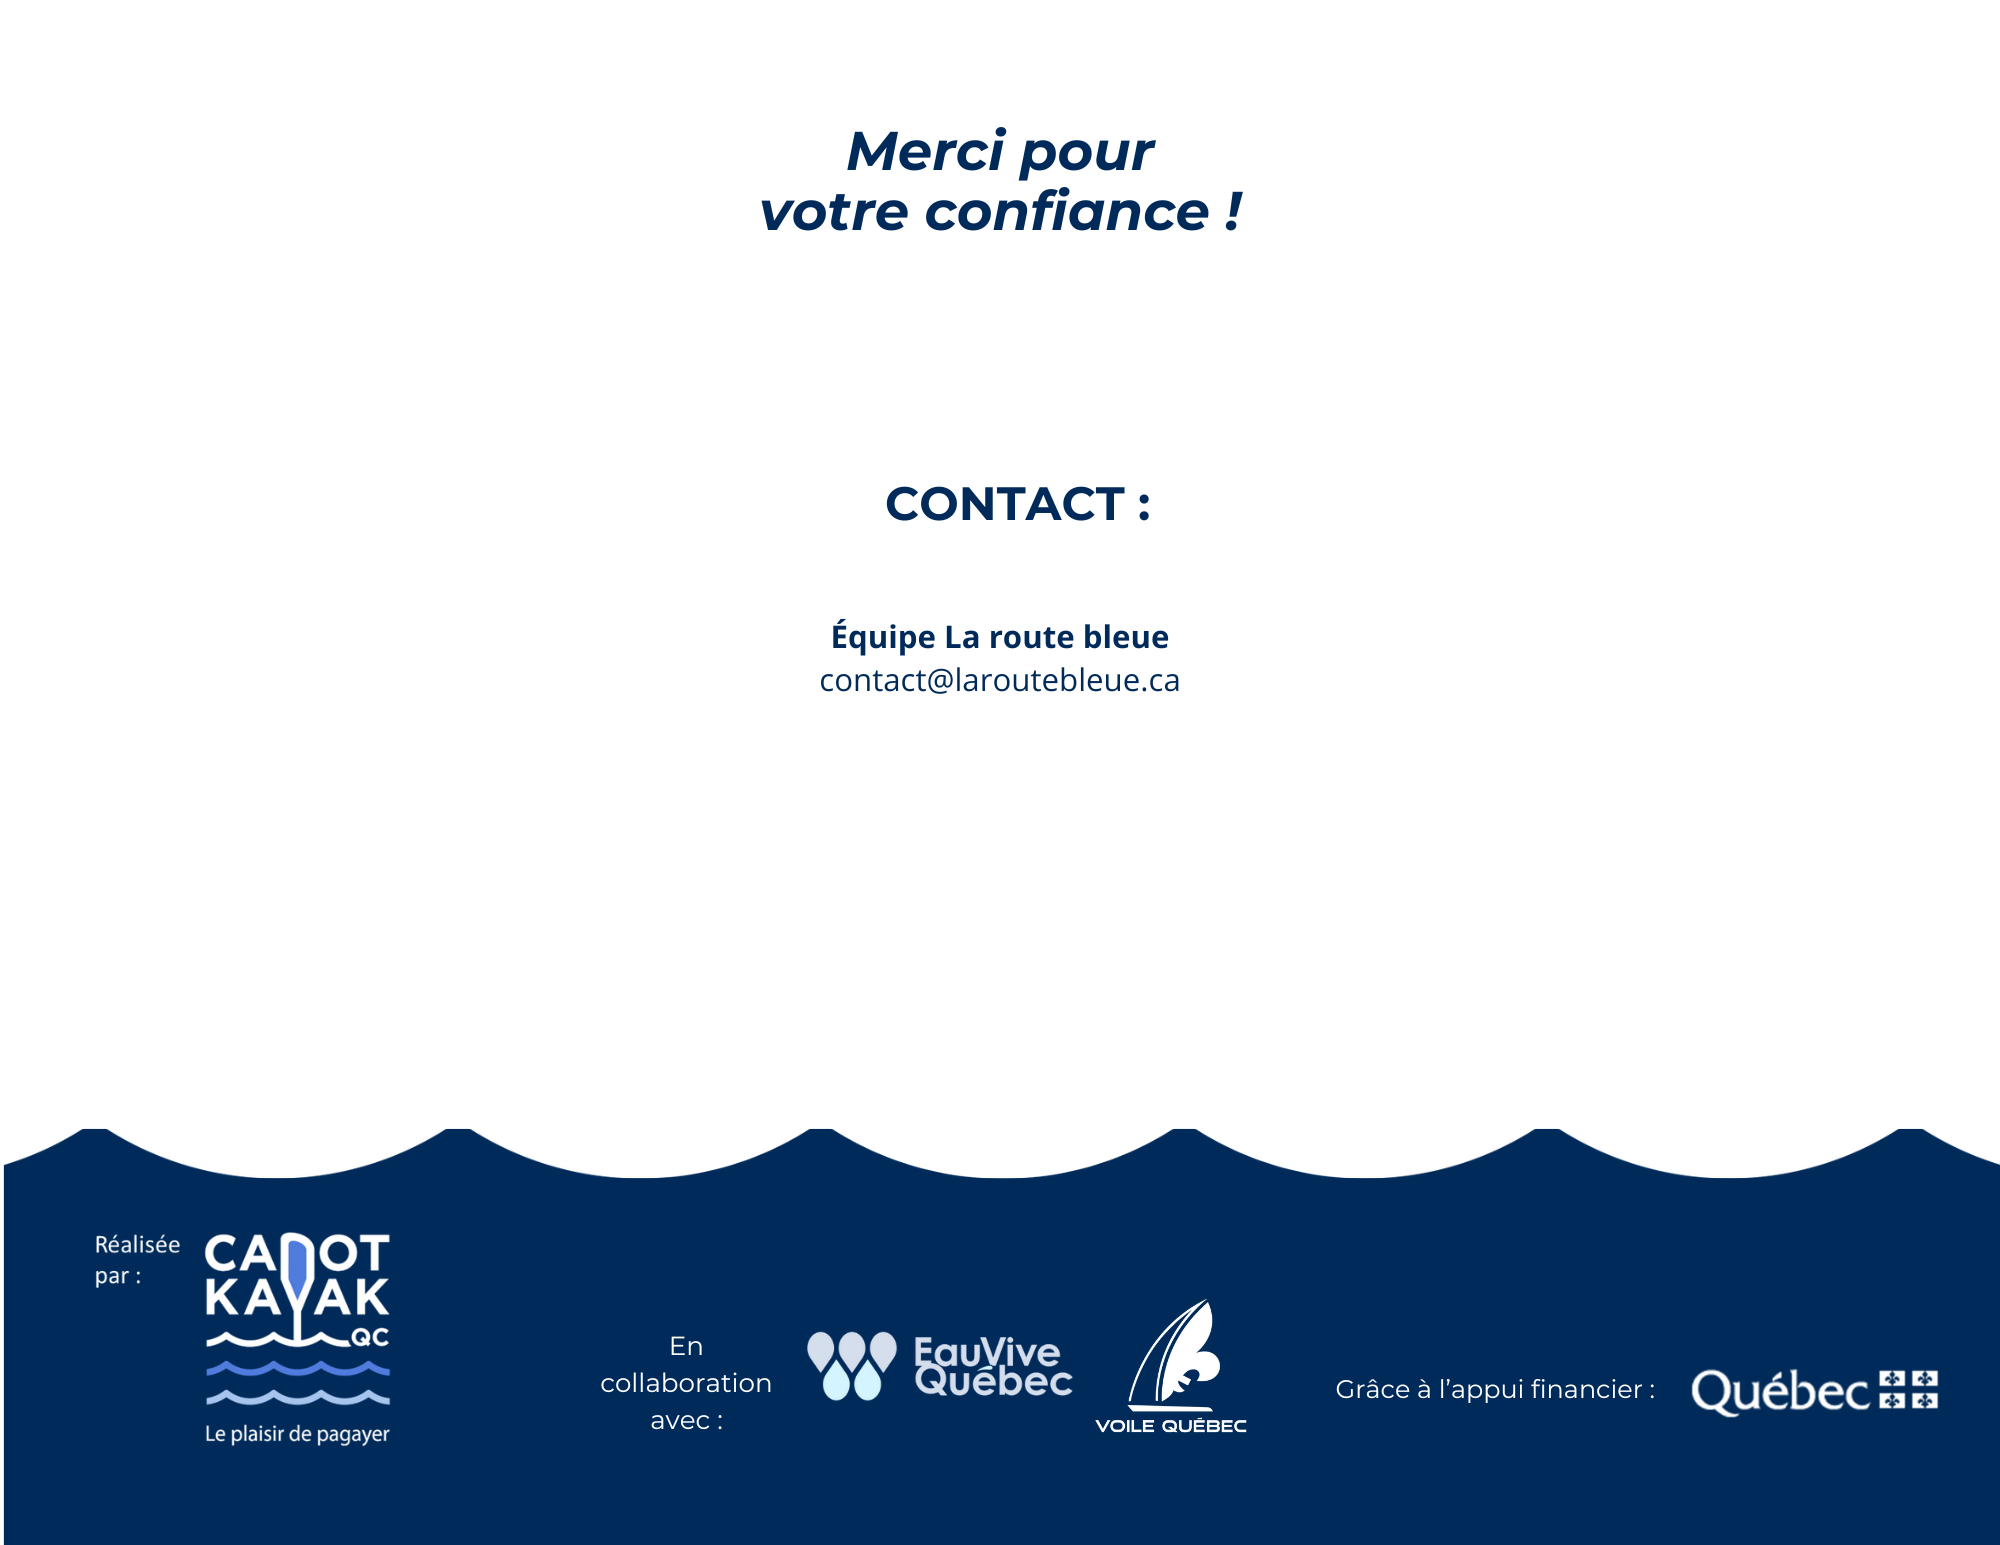 Merci pour
votre confiance !
CONTACT :
Équipe La route bleue
contact@laroutebleue.ca
Réalisée
par :
CANOT
KAYAK
QC
Le plaisir de pagayer
En
collaboration
avec :
EauVive
Québec
VOILE QUÉBEC
Grâce à l’appui financier :
Québec